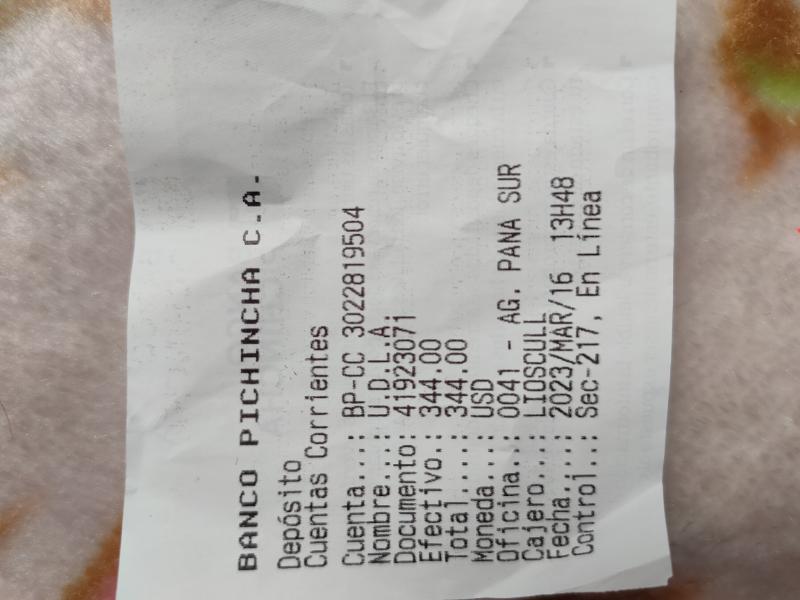 BANCO PICHINCHA C.A.
Depósito
Cuentas Corrientes
Cuenta...: BP-CC 3022819504
Nombre...: U.D.L.A.
Documento: 41923071
Efectivo.: 344.00
Total....: 344.00
Moneda...: USD
Oficina..: 0041 - AG. PANA SUR
Cajero...: LIOSCULL
Fecha....: 2023/MAR/16 13H48
Control..: Sec-217, En Línea